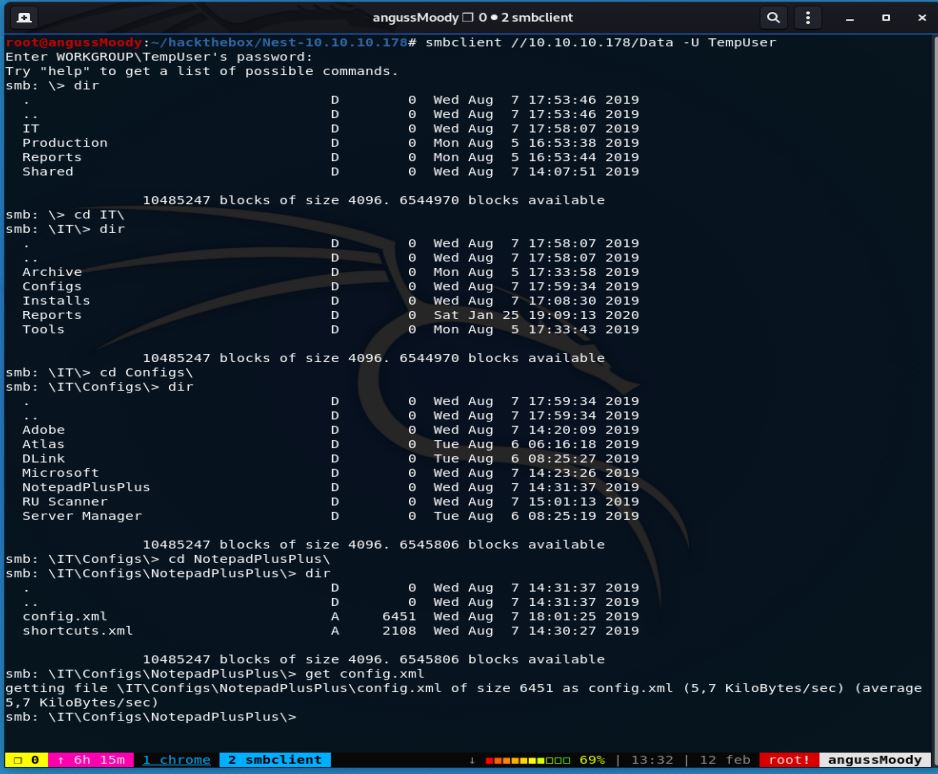 angussMoody ❐ 0 ● 2 smbclient
root@angussMoody:~/hackthebox/Nest-10.10.10.178# smbclient //10.10.10.178/Data -U TempUser
Enter WORKGROUP\TempUser's password:
Try "help" to get a list of possible commands.
smb: \> dir
  .                                   D        0  Wed Aug  7 17:53:46 2019
  ..                                  D        0  Wed Aug  7 17:53:46 2019
  IT                                  D        0  Wed Aug  7 17:58:07 2019
  Production                          D        0  Mon Aug  5 16:53:38 2019
  Reports                             D        0  Mon Aug  5 16:53:44 2019
  Shared                              D        0  Wed Aug  7 14:07:51 2019
10485247 blocks of size 4096. 6544970 blocks available
smb: \> cd IT\
smb: \IT\> dir
  .                                   D        0  Wed Aug  7 17:58:07 2019
  ..                                  D        0  Wed Aug  7 17:58:07 2019
  Archive                             D        0  Mon Aug  5 17:33:58 2019
  Configs                             D        0  Wed Aug  7 17:59:34 2019
  Installs                            D        0  Wed Aug  7 17:08:30 2019
  Reports                             D        0  Sat Jan 25 19:09:13 2020
  Tools                               D        0  Mon Aug  5 17:33:43 2019
10485247 blocks of size 4096. 6544970 blocks available
smb: \IT\> cd Configs\
smb: \IT\Configs\> dir
  .                                   D        0  Wed Aug  7 17:59:34 2019
  ..                                  D        0  Wed Aug  7 17:59:34 2019
  Adobe                               D        0  Wed Aug  7 14:20:09 2019
  Atlas                               D        0  Tue Aug  6 06:16:18 2019
  DLink                               D        0  Tue Aug  6 08:25:27 2019
  Microsoft                           D        0  Wed Aug  7 14:23:26 2019
  NotepadPlusPlus                     D        0  Wed Aug  7 14:31:37 2019
  RU Scanner                          D        0  Wed Aug  7 15:01:13 2019
  Server Manager                      D        0  Tue Aug  6 08:25:19 2019
10485247 blocks of size 4096. 6545806 blocks available
smb: \IT\Configs\> cd NotepadPlusPlus\
smb: \IT\Configs\NotepadPlusPlus\> dir
  .                                   D        0  Wed Aug  7 14:31:37 2019
  ..                                  D        0  Wed Aug  7 14:31:37 2019
  config.xml                          A     6451  Wed Aug  7 18:01:25 2019
  shortcuts.xml                       A     2108  Wed Aug  7 14:30:27 2019
10485247 blocks of size 4096. 6545806 blocks available
smb: \IT\Configs\NotepadPlusPlus\> get config.xml
getting file \IT\Configs\NotepadPlusPlus\config.xml of size 6451 as config.xml (5,7 KiloBytes/sec) (average
5,7 KiloBytes/sec)
smb: \IT\Configs\NotepadPlusPlus\>
❐ 0 ↑ 6h 15m 1 chrome 2 smbclient ↓ 69% | 13:32 | 12 feb root! angussMoody